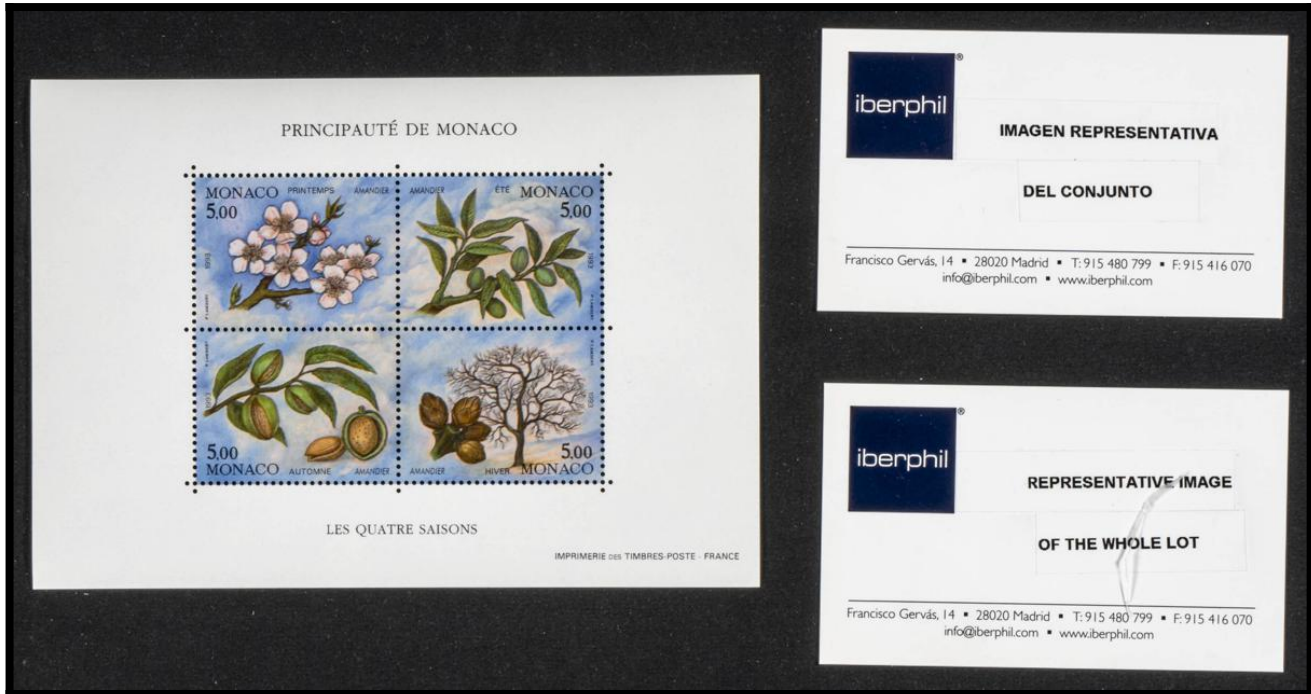 PRINCIPAUTÉ DE MONACO
MONACO PRINTEMPS AMANDIER
5,00
1993
AMANDIER ÉTÉ MONACO
5,00
1993
1993
5,00
MONACO AUTOMNE AMANDIER
1993
5,00
AMANDIER HIVER MONACO
LES QUATRE SAISONS
IMPRIMERIE DES TIMBRES-POSTE - FRANCE
iberphil®
IMAGEN REPRESENTATIVA
DEL CONJUNTO
Francisco Gervás, 14 ▪ 28020 Madrid ▪ T: 915 480 799 ▪ F: 915 416 070
info@iberphil.com ▪ www.iberphil.com
iberphil®
REPRESENTATIVE IMAGE
OF THE WHOLE LOT
Francisco Gervás, 14 ▪ 28020 Madrid ▪ T: 915 480 799 ▪ F: 915 416 070
info@iberphil.com ▪ www.iberphil.com